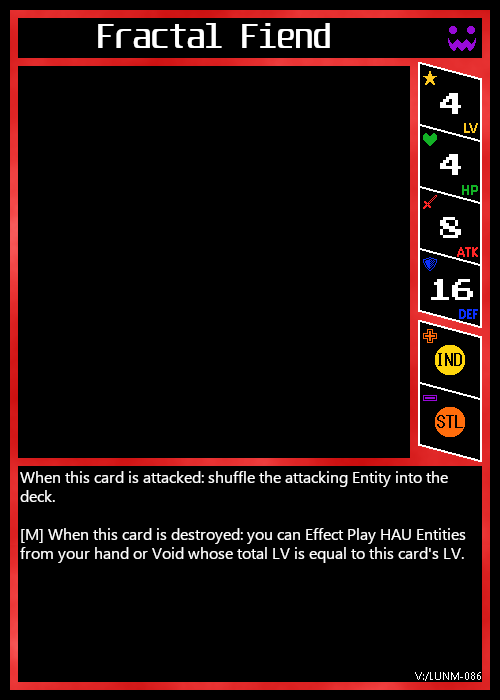 Fractal Fiend
4
LV
4
HP
8
ATK
16
DEF
IND
STL
When this card is attacked: shuffle the attacking Entity into the
deck.
[M] When this card is destroyed: you can Effect Play HAU Entities
from your hand or Void whose total LV is equal to this card's LV.
V:/LUNM-086